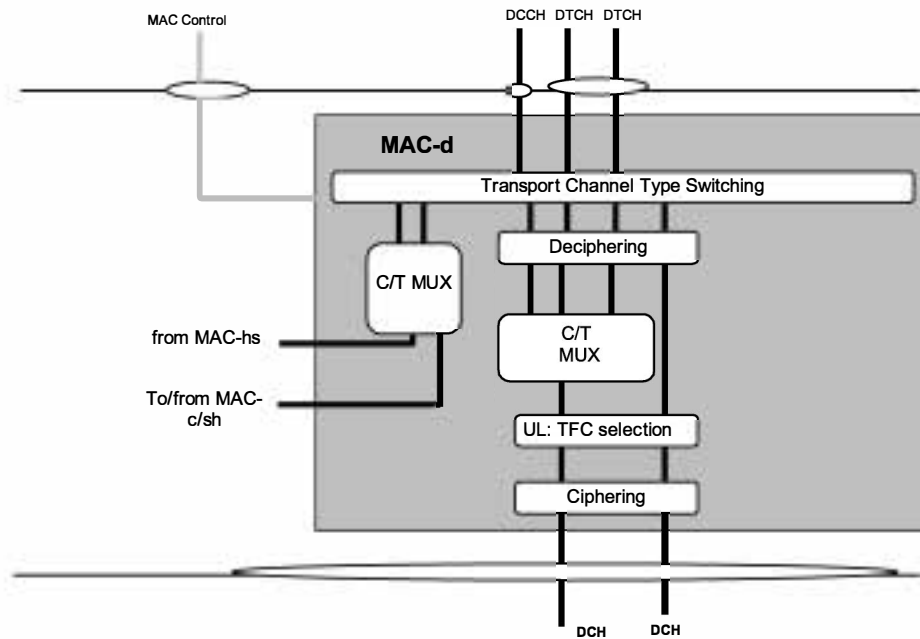 MAC Control
DCCH DTCH DTCH
MAC-d
Transport Channel Type Switching
Deciphering
C/T MUX
from MAC-hs
C/T
MUX
To/from MAC-
c/sh
UL: TFC selection
Ciphering
DCH DCH